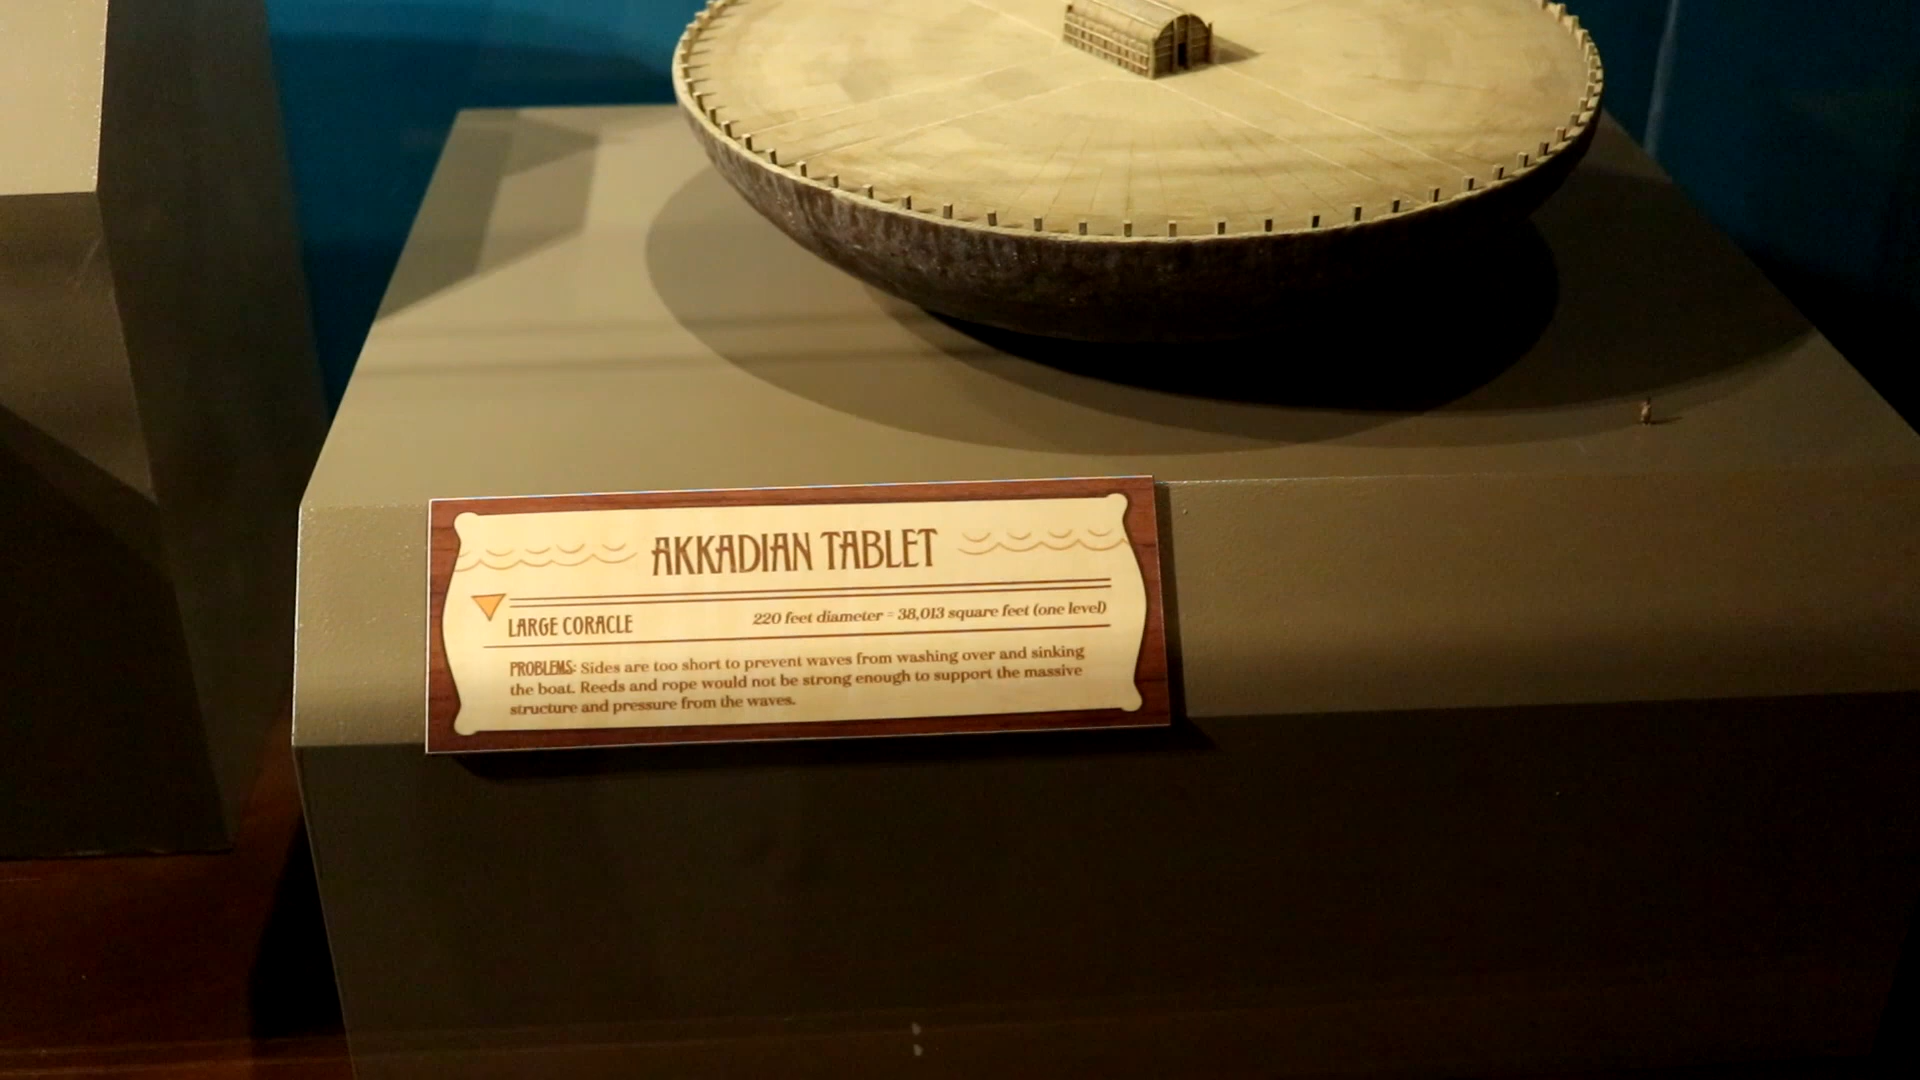 AKKADIAN TABLET
LARGE CORACLE 220 feet diameter = 38,013 square feet (one level)
PROBLEMS: Sides are too short to prevent waves from washing over and sinking
the boat. Reeds and rope would not be strong enough to support the massive
structure and pressure from the waves.